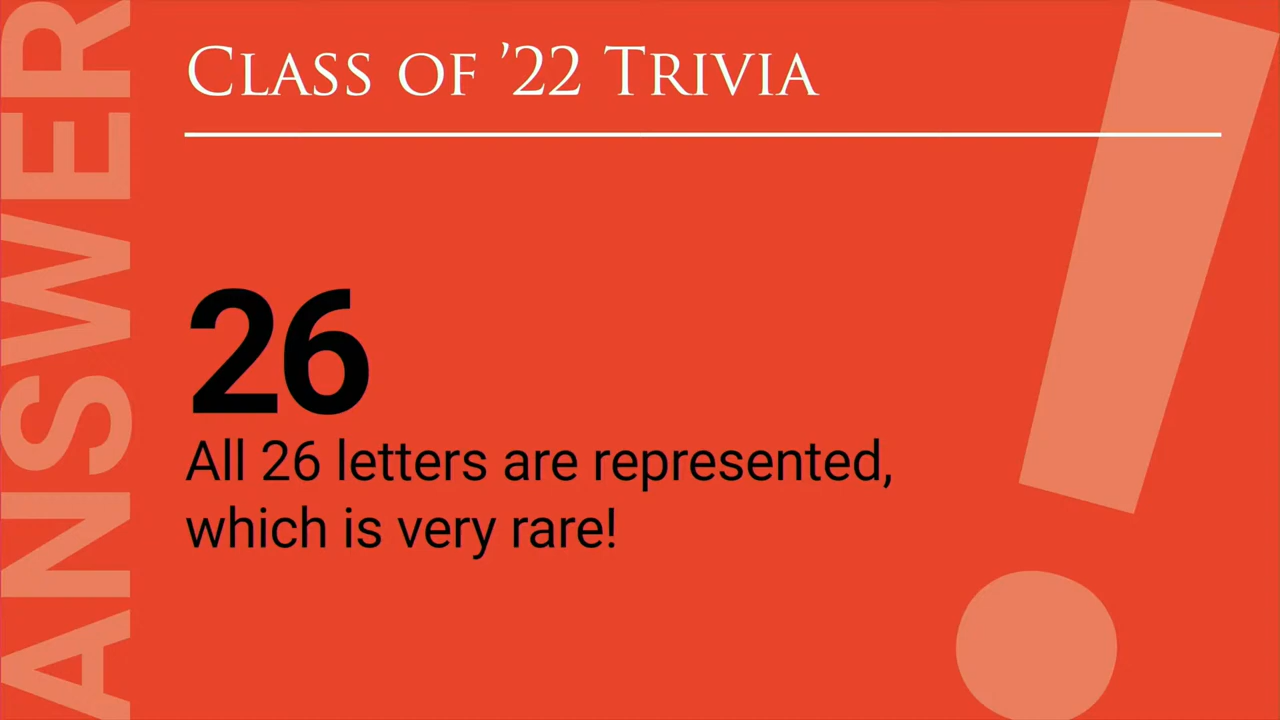 ANSWER
CLASS OF ’22 TRIVIA
26
All 26 letters are represented,
which is very rare!